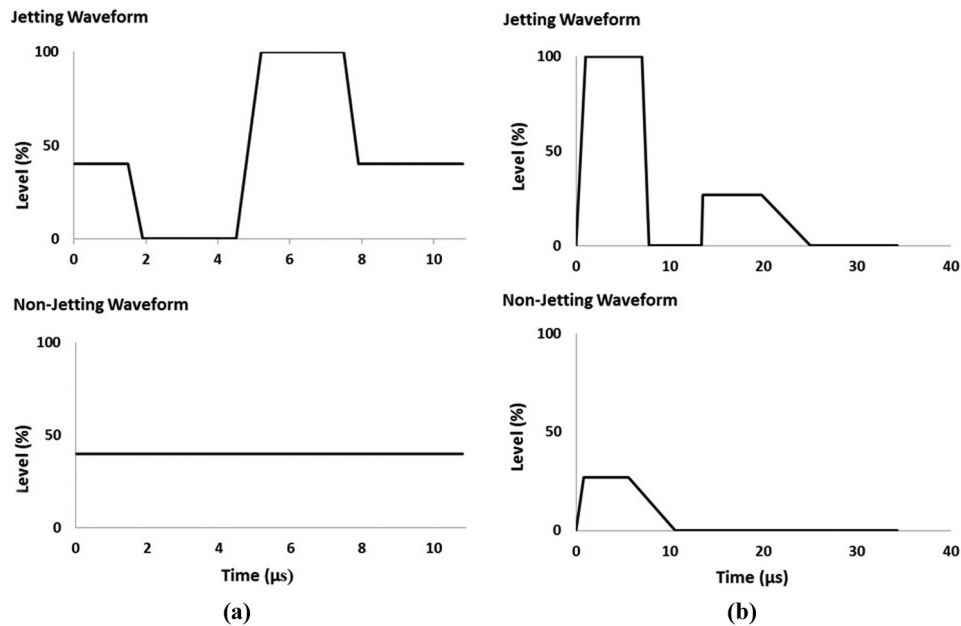 Jetting Waveform
100
50
0
Level (%)
0 2 4 6 8 10
Non-Jetting Waveform
100
50
0
Level (%)
0 2 4 6 8 10
Time (μs)
(a)
Jetting Waveform
100
50
0
Level (%)
0 10 20 30 40
Non-Jetting Waveform
100
50
0
Level (%)
0 10 20 30 40
Time (μs)
(b)